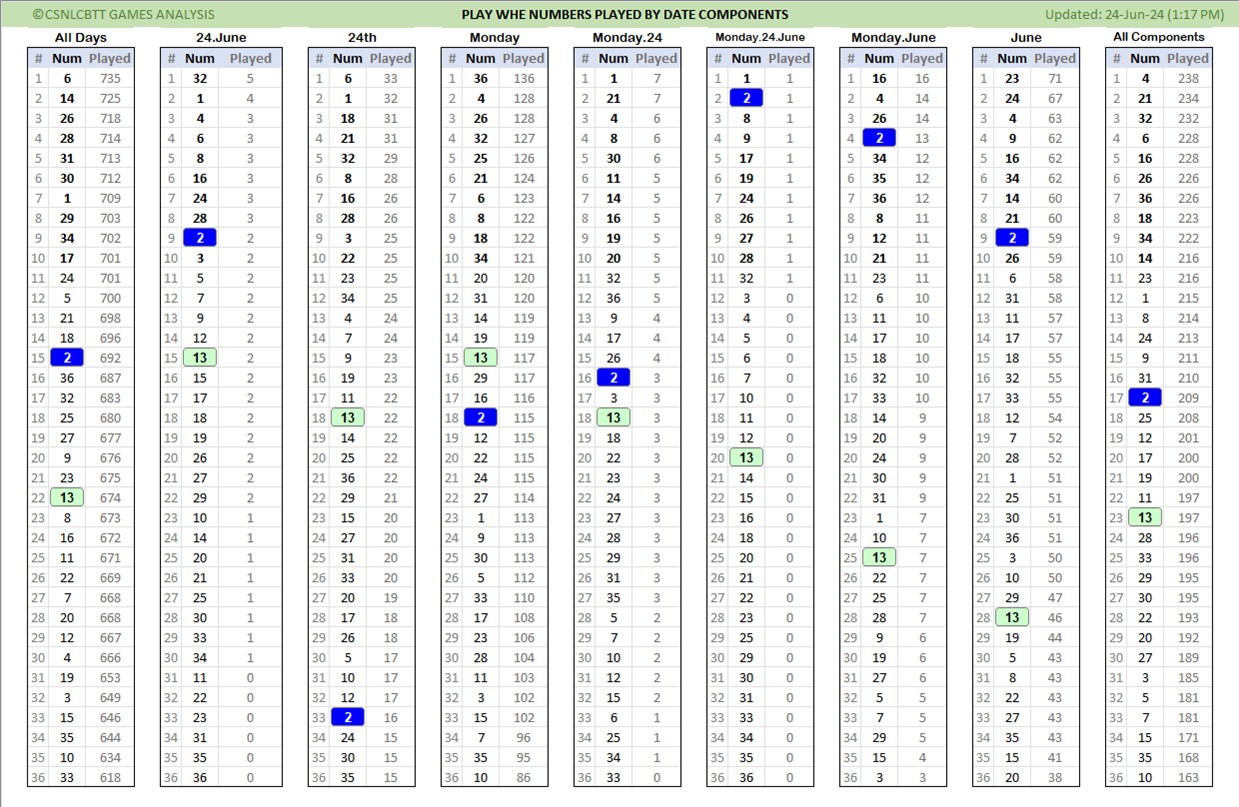 ©CSNLCBTT GAMES ANALYSIS PLAY WHE NUMBERS PLAYED BY DATE COMPONENTS Updated: 24-Jun-24 (1:17 PM)
All Days 24.June 24th Monday Monday.24 Monday.24.June Monday.June June All Components
# Num Played # Num Played # Num Played # Num Played # Num Played # Num Played # Num Played # Num Played # Num Played
1 6 735 1 32 5 1 6 33 1 36 136 1 1 7 1 1 1 1 16 16 1 23 71 1 4 238
2 14 725 2 1 4 2 1 32 2 4 128 2 21 7 2 2 1 2 4 14 2 24 67 2 21 234
3 26 718 3 4 3 3 18 31 3 26 128 3 4 6 3 8 1 3 26 14 3 4 63 3 32 232
4 28 714 4 6 3 4 21 31 4 32 127 4 8 6 4 9 1 4 2 13 4 9 62 4 6 228
5 31 713 5 8 3 5 32 29 5 25 126 5 30 6 5 17 1 5 34 12 5 16 62 5 16 228
6 30 712 6 16 3 6 8 28 6 21 124 6 11 5 6 19 1 6 35 12 6 34 62 6 26 226
7 1 709 7 24 3 7 16 26 7 6 123 7 14 5 7 24 1 7 36 12 7 14 60 7 36 226
8 29 703 8 28 3 8 28 26 8 8 122 8 16 5 8 26 1 8 8 11 8 21 60 8 18 223
9 34 702 9 2 2 9 3 25 9 18 122 9 19 5 9 27 1 9 12 11 9 2 59 9 34 222
10 17 701 10 3 2 10 22 25 10 34 121 10 20 5 10 28 1 10 21 11 10 26 59 10 14 216
11 24 701 11 5 2 11 23 25 11 20 120 11 32 5 11 32 1 11 23 11 11 6 58 11 23 216
12 5 700 12 7 2 12 34 25 12 31 120 12 36 5 12 3 0 12 6 10 12 31 58 12 1 215
13 21 698 13 9 2 13 4 24 13 14 119 13 9 4 13 4 0 13 11 10 13 11 57 13 8 214
14 18 696 14 12 2 14 7 24 14 19 119 14 17 4 14 5 0 14 17 10 14 17 57 14 24 213
15 2 692 15 13 2 15 9 23 15 13 117 15 26 4 15 6 0 15 18 10 15 18 55 15 9 211
16 36 687 16 15 2 16 19 23 16 29 117 16 2 3 16 7 0 16 32 10 16 32 55 16 31 210
17 32 683 17 17 2 17 11 22 17 16 116 17 3 3 17 10 0 17 33 10 17 33 55 17 2 209
18 25 680 18 18 2 18 13 22 18 2 115 18 13 3 18 11 0 18 14 9 18 12 54 18 25 208
19 27 677 19 19 2 19 14 22 19 12 115 19 18 3 19 12 0 19 20 9 19 7 52 19 12 201
20 9 676 20 26 2 20 25 22 20 22 115 20 22 3 20 13 0 20 24 9 20 28 52 20 17 200
21 23 675 21 27 2 21 36 22 21 24 115 21 23 3 21 14 0 21 30 9 21 1 51 21 19 200
22 13 674 22 29 2 22 29 21 22 27 114 22 24 3 22 15 0 22 31 9 22 25 51 22 11 197
23 8 673 23 10 1 23 15 20 23 1 113 23 27 3 23 16 0 23 1 7 23 30 51 23 13 197
24 16 672 24 14 1 24 27 20 24 9 113 24 28 3 24 18 0 24 10 7 24 36 51 24 28 196
25 11 671 25 20 1 25 31 20 25 30 113 25 29 3 25 20 0 25 13 7 25 3 50 25 33 196
26 22 669 26 21 1 26 33 20 26 5 112 26 31 3 26 21 0 26 22 7 26 10 50 26 29 195
27 7 668 27 25 1 27 20 19 27 33 110 27 35 3 27 22 0 27 25 7 27 29 47 27 30 195
28 20 668 28 30 1 28 17 18 28 17 108 28 5 2 28 23 0 28 28 7 28 13 46 28 22 193
29 12 667 29 33 1 29 26 18 29 23 106 29 7 2 29 25 0 29 9 6 29 19 44 29 20 192
30 4 666 30 34 1 30 5 17 30 28 104 30 10 2 30 29 0 30 19 6 30 5 43 30 27 189
31 19 653 31 11 0 31 10 17 31 11 103 31 12 2 31 30 0 31 27 6 31 8 43 31 3 185
32 3 649 32 22 0 32 12 17 32 3 102 32 15 2 32 31 0 32 5 5 32 22 43 32 5 181
33 15 646 33 23 0 33 2 16 33 15 102 33 6 1 33 33 0 33 7 5 33 27 43 33 7 181
34 35 644 34 31 0 34 24 15 34 7 96 34 25 1 34 34 0 34 29 5 34 35 43 34 15 171
35 10 634 35 35 0 35 30 15 35 35 95 35 34 1 35 35 0 35 15 4 35 15 41 35 35 168
36 33 618 36 36 0 36 35 15 36 10 86 36 33 0 36 36 0 36 3 3 36 20 38 36 10 163